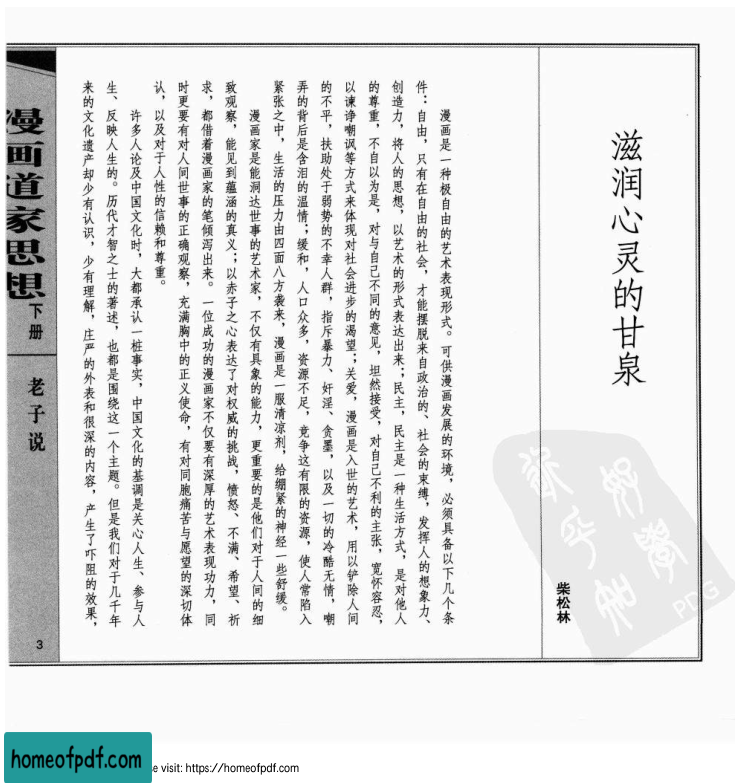 滋润心灵的甘泉
柴松林
漫画是一种极自由的艺术表现形式。可供漫画发展的环境，必须具备以下几个条
件：自由，只有在自由的社会，才能摆脱来自政治的、社会的束缚，发挥人的想象力、
创造力，将人的思想，以艺术的形式表达出来；民主，民主是一种生活方式，是对他人
的尊重，不自以为是，对与自己不同的意见，坦然接受，对自己不利的主张，宽怀容忍，
以谏诤嘲讽等方式来体现对社会进步的渴望；关爱，漫画是入世的艺术，用以铲除人间
的不平，扶助处于弱势的不幸人群，指斥暴力、奸淫、贪墨，以及一切的冷酷无情，嘲
弄的背后是含泪的温情；缓和，人口众多，资源不足，竞争这有限的资源，使人常陷入
紧张之中，生活的压力由四面八方袭来，漫画是一服清凉剂，给绷紧的神经一些舒缓。
漫画家是能洞达世事的艺术家，不仅有具象的能力，更重要的是他们对于人间的细
致观察，能见到蕴涵的真义；以赤子之心表达了对权威的挑战，愤怒、不满、希望、祈
求，都借着漫画家的笔倾泻出来。一位成功的漫画家不仅要有深厚的艺术表现功力，同
时更要有对人间世事的正确观察，充满胸中的正义使命，有对同胞痛苦与愿望的深切体
认，以及对于人性的信赖和尊重。
许多人论及中国文化时，大都承认一桩事实，中国文化的基调是关心人生、参与人
生、反映人生的。历代才智之士的著述，也都是围绕这一个主题。但是我们对于几千年
来的文化遗产却少有认识，少有理解，庄严的外表和很深的内容，产生了吓阻的效果，
漫画道家思想
下册
老子说
3
PDG
homeofpdf.com
se visit: https://homeofpdf.com